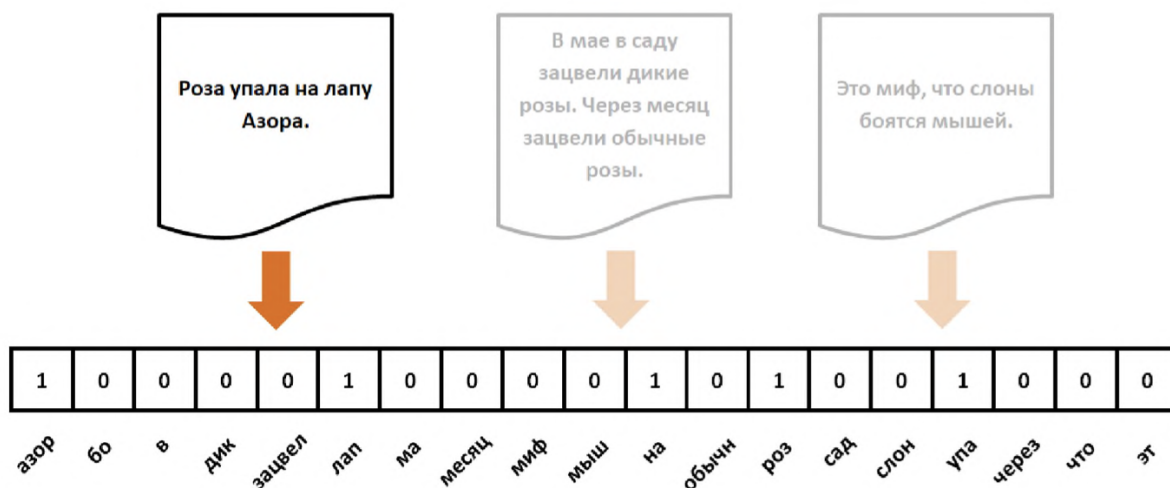 Роза упала на лапу
Азора.
В мае в саду
зацвели дикие
розы. Через месяц
зацвели обычные
розы.
Это миф, что слоны
боятся мышей.
1 0 0 0 0 1 0 0 0 0 1 0 1 0 0 1 0 0 0
азор бо в дик зацвел лап ма месяц миф мыш на обычн роз сад слон упа через что эт